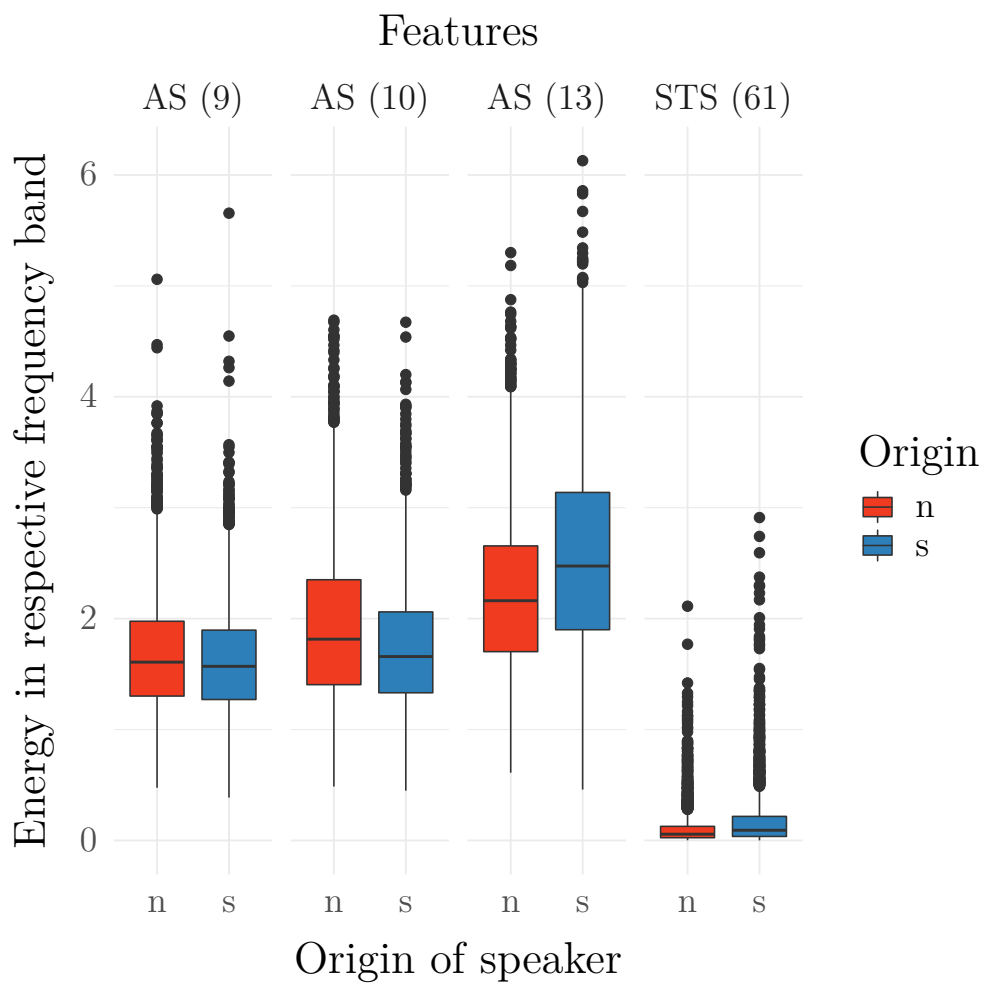 Features
AS (9) AS (10) AS (13) STS (61)
Energy in respective frequency band
6
4
2
0
n s n s n s n s
Origin of speaker
Origin
n
s